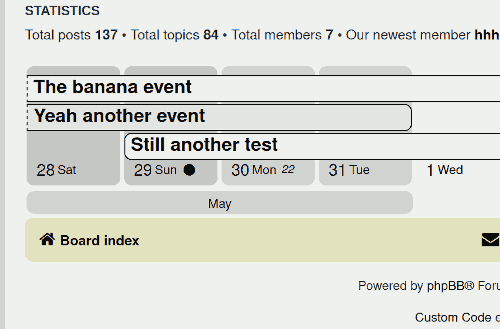 STATISTICS
Total posts 137 • Total topics 84 • Total members 7 • Our newest member hhh
The banana event
Yeah another event
Still another test
28 Sat 29 Sun 30 Mon 22 31 Tue 1 Wed
May
Board index
Powered by phpBB® Foru
Custom Code